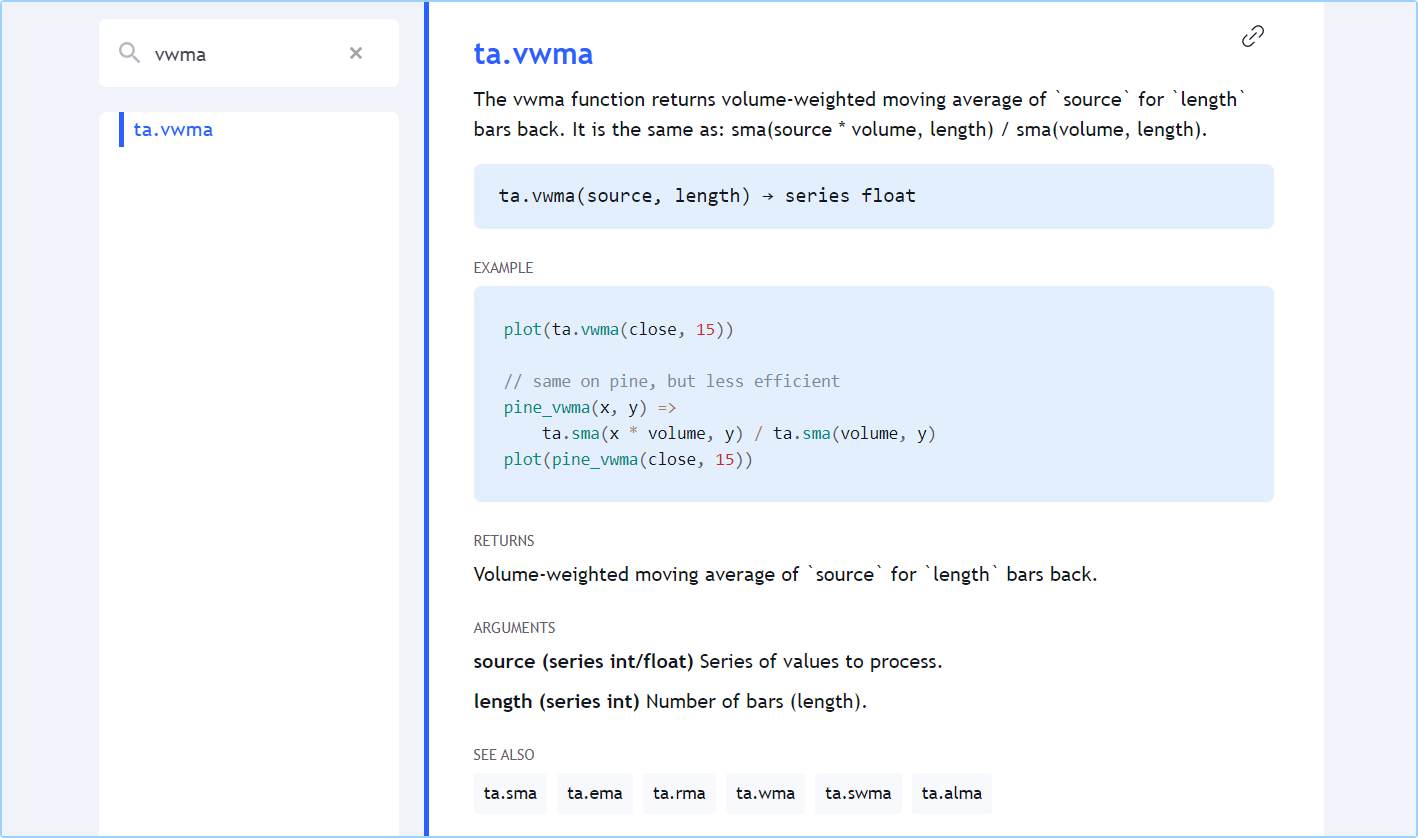 vwma ×
ta.vwma
ta.vwma
The vwma function returns volume-weighted moving average of `source` for `length`
bars back. It is the same as: sma(source * volume, length) / sma(volume, length).
ta.vwma(source, length) → series float
EXAMPLE
plot(ta.vwma(close, 15))
// same on pine, but less efficient
pine_vwma(x, y) =>
    ta.sma(x * volume, y) / ta.sma(volume, y)
plot(pine_vwma(close, 15))
RETURNS
Volume-weighted moving average of `source` for `length` bars back.
ARGUMENTS
source (series int/float) Series of values to process.
length (series int) Number of bars (length).
SEE ALSO
ta.sma ta.ema ta.rma ta.wma ta.swma ta.alma